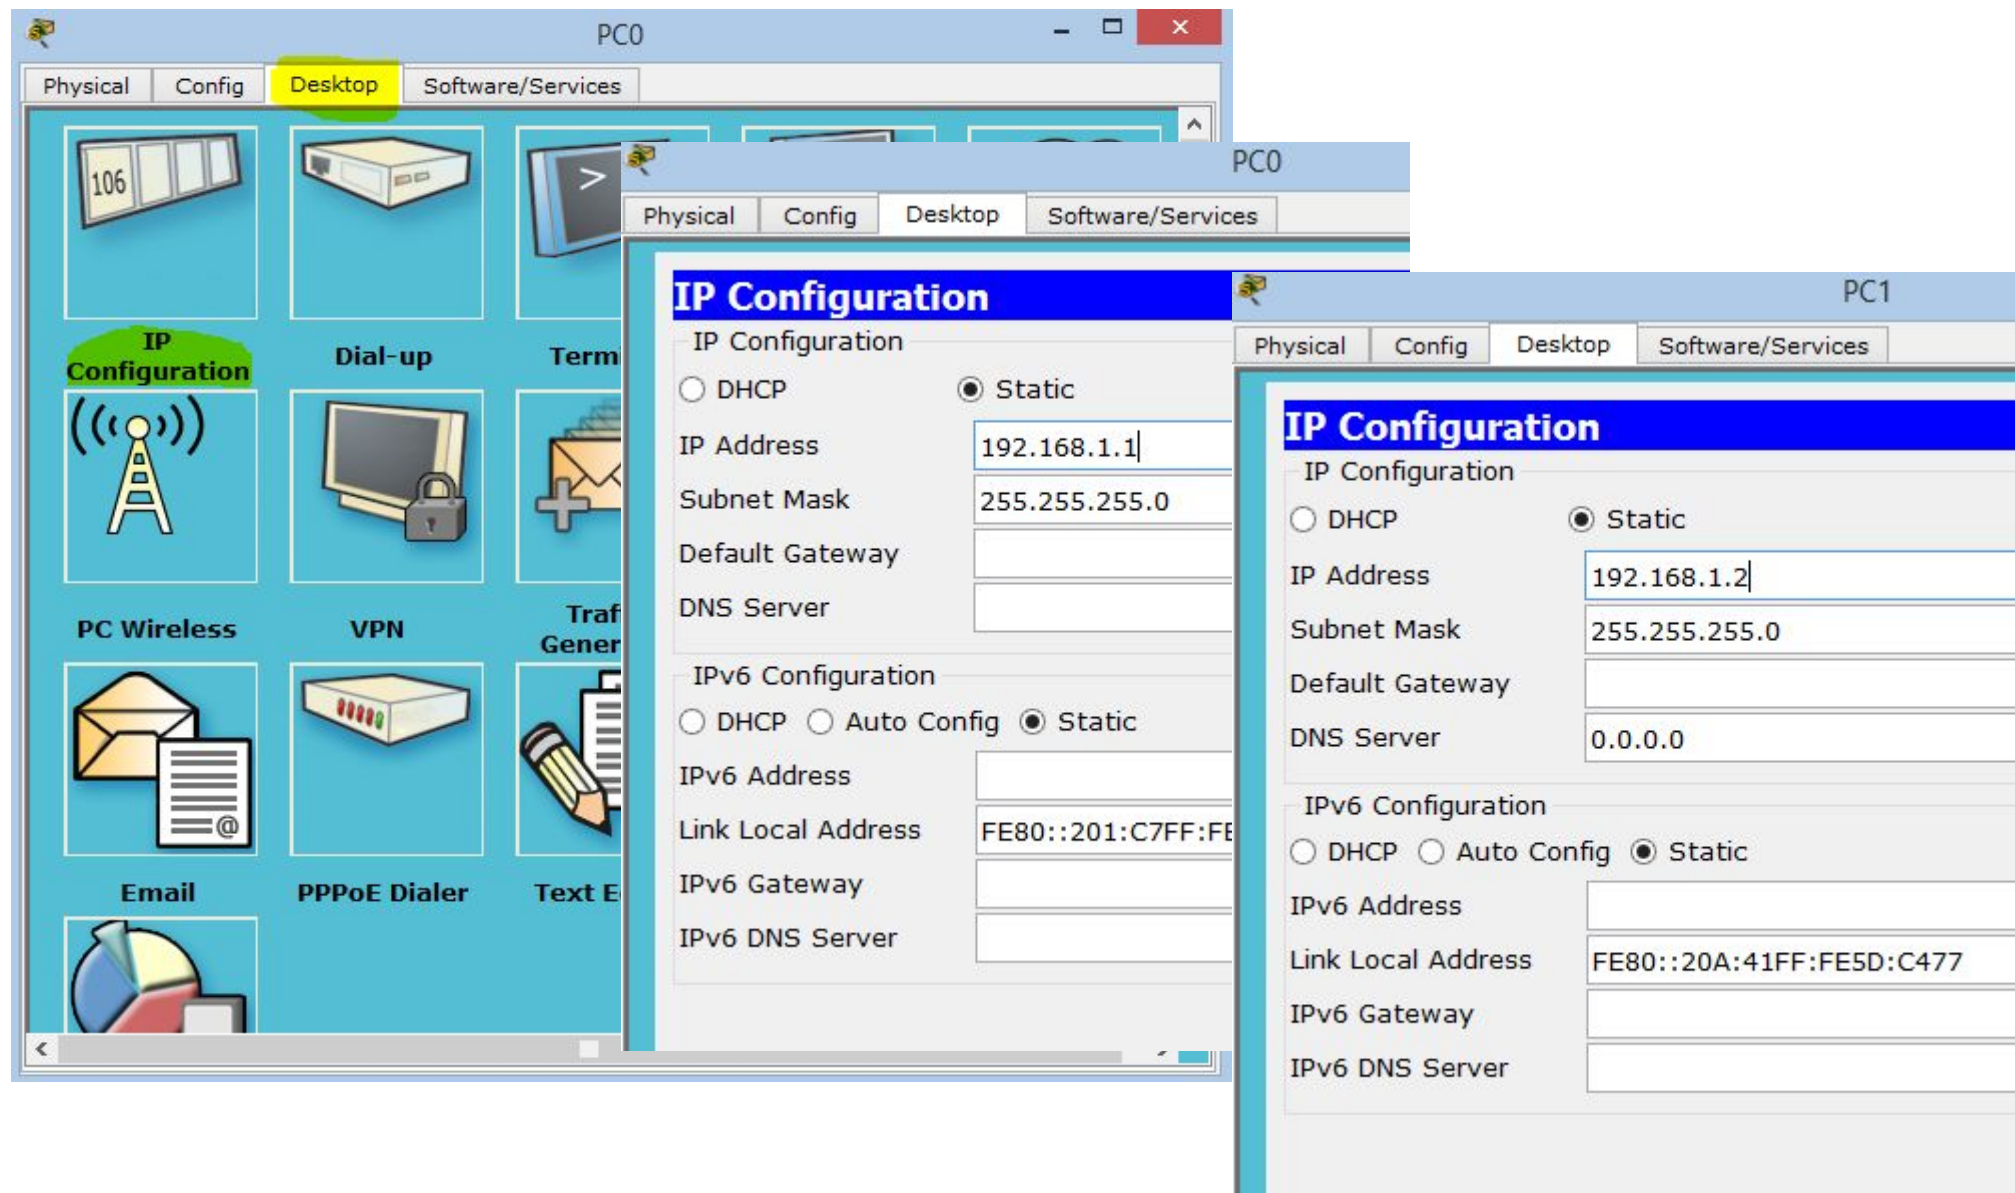 PC0
Physical Config Desktop Software/Services
106
>
IP
Configuration
Dial-up
PC Wireless
VPN
Email
PPPoE Dialer
@
PC0
Physical Config Desktop Software/Services
IP Configuration
IP Configuration
DHCP Static
IP Address 192.168.1.1
Subnet Mask 255.255.255.0
Default Gateway
DNS Server
IPv6 Configuration
DHCP Auto Config Static
IPv6 Address
Link Local Address FE80::201:C7FF:FE
IPv6 Gateway
IPv6 DNS Server
PC1
Physical Config Desktop Software/Services
IP Configuration
IP Configuration
DHCP Static
IP Address 192.168.1.2
Subnet Mask 255.255.255.0
Default Gateway
DNS Server 0.0.0.0
IPv6 Configuration
DHCP Auto Config Static
IPv6 Address
Link Local Address FE80::20A:41FF:FE5D:C477
IPv6 Gateway
IPv6 DNS Server